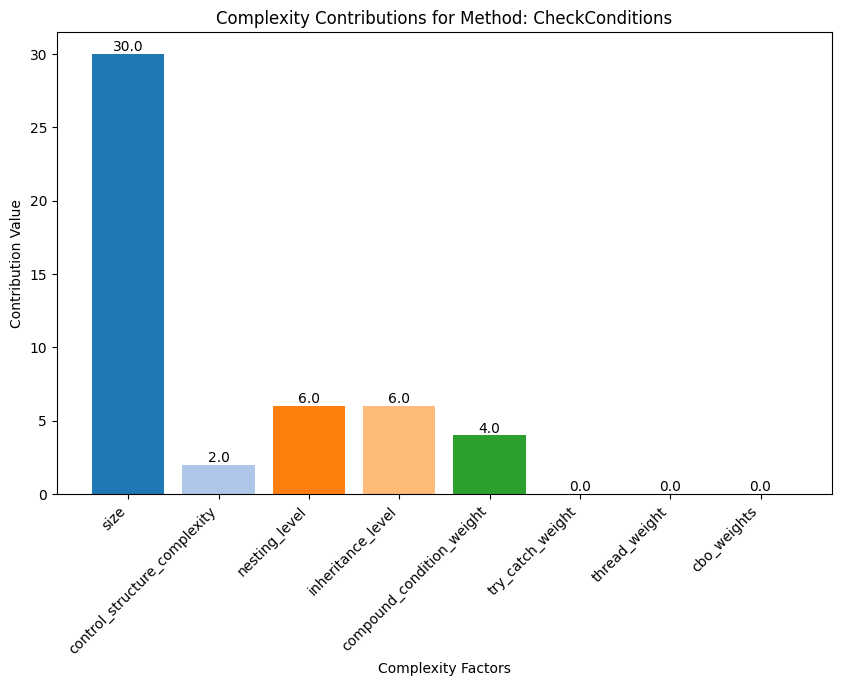 Complexity Contributions for Method: CheckConditions
Contribution Value
30
25
20
15
10
5
0
30.0
2.0
6.0
6.0
4.0
0.0
0.0
0.0
size
control_structure_complexity
nesting_level
inheritance_level
compound_condition_weight
try_catch_weight
thread_weight
cbo_weights
Complexity Factors